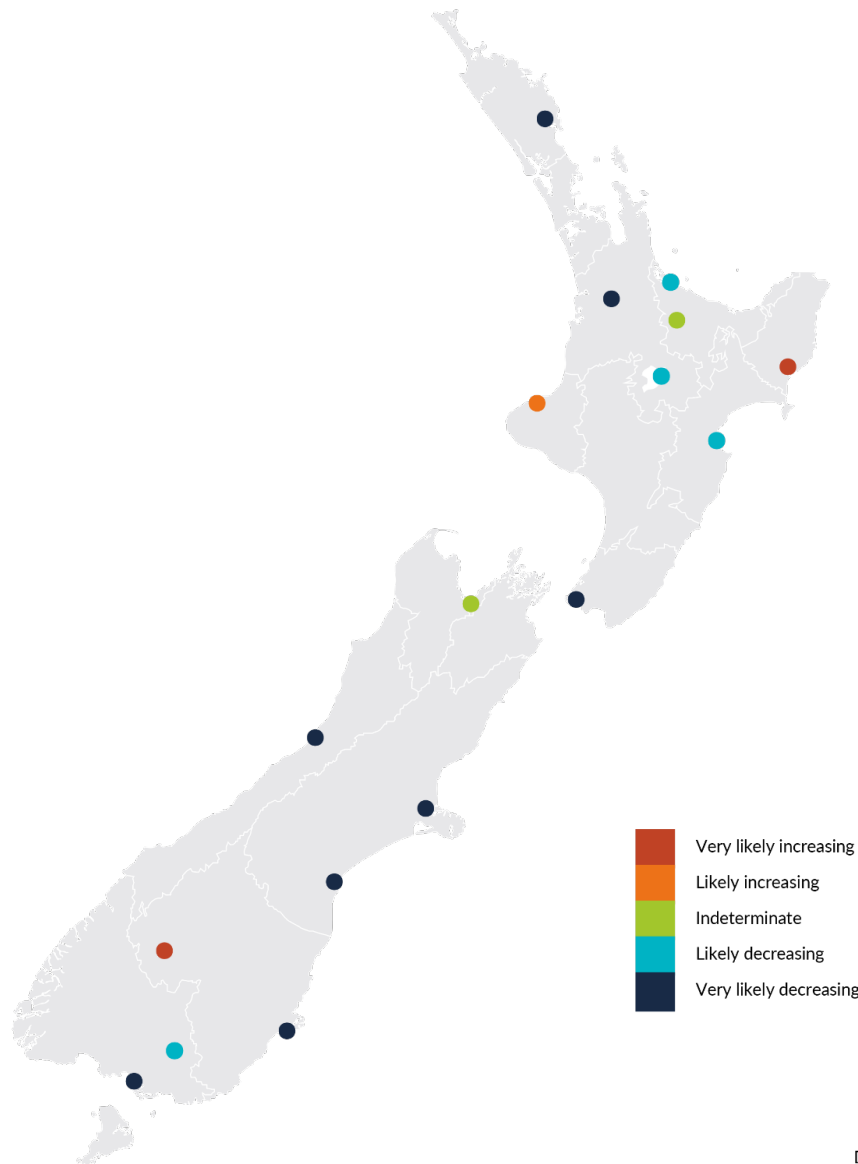 Very likely increasing
Likely increasing
Indeterminate
Likely decreasing
Very likely decreasing